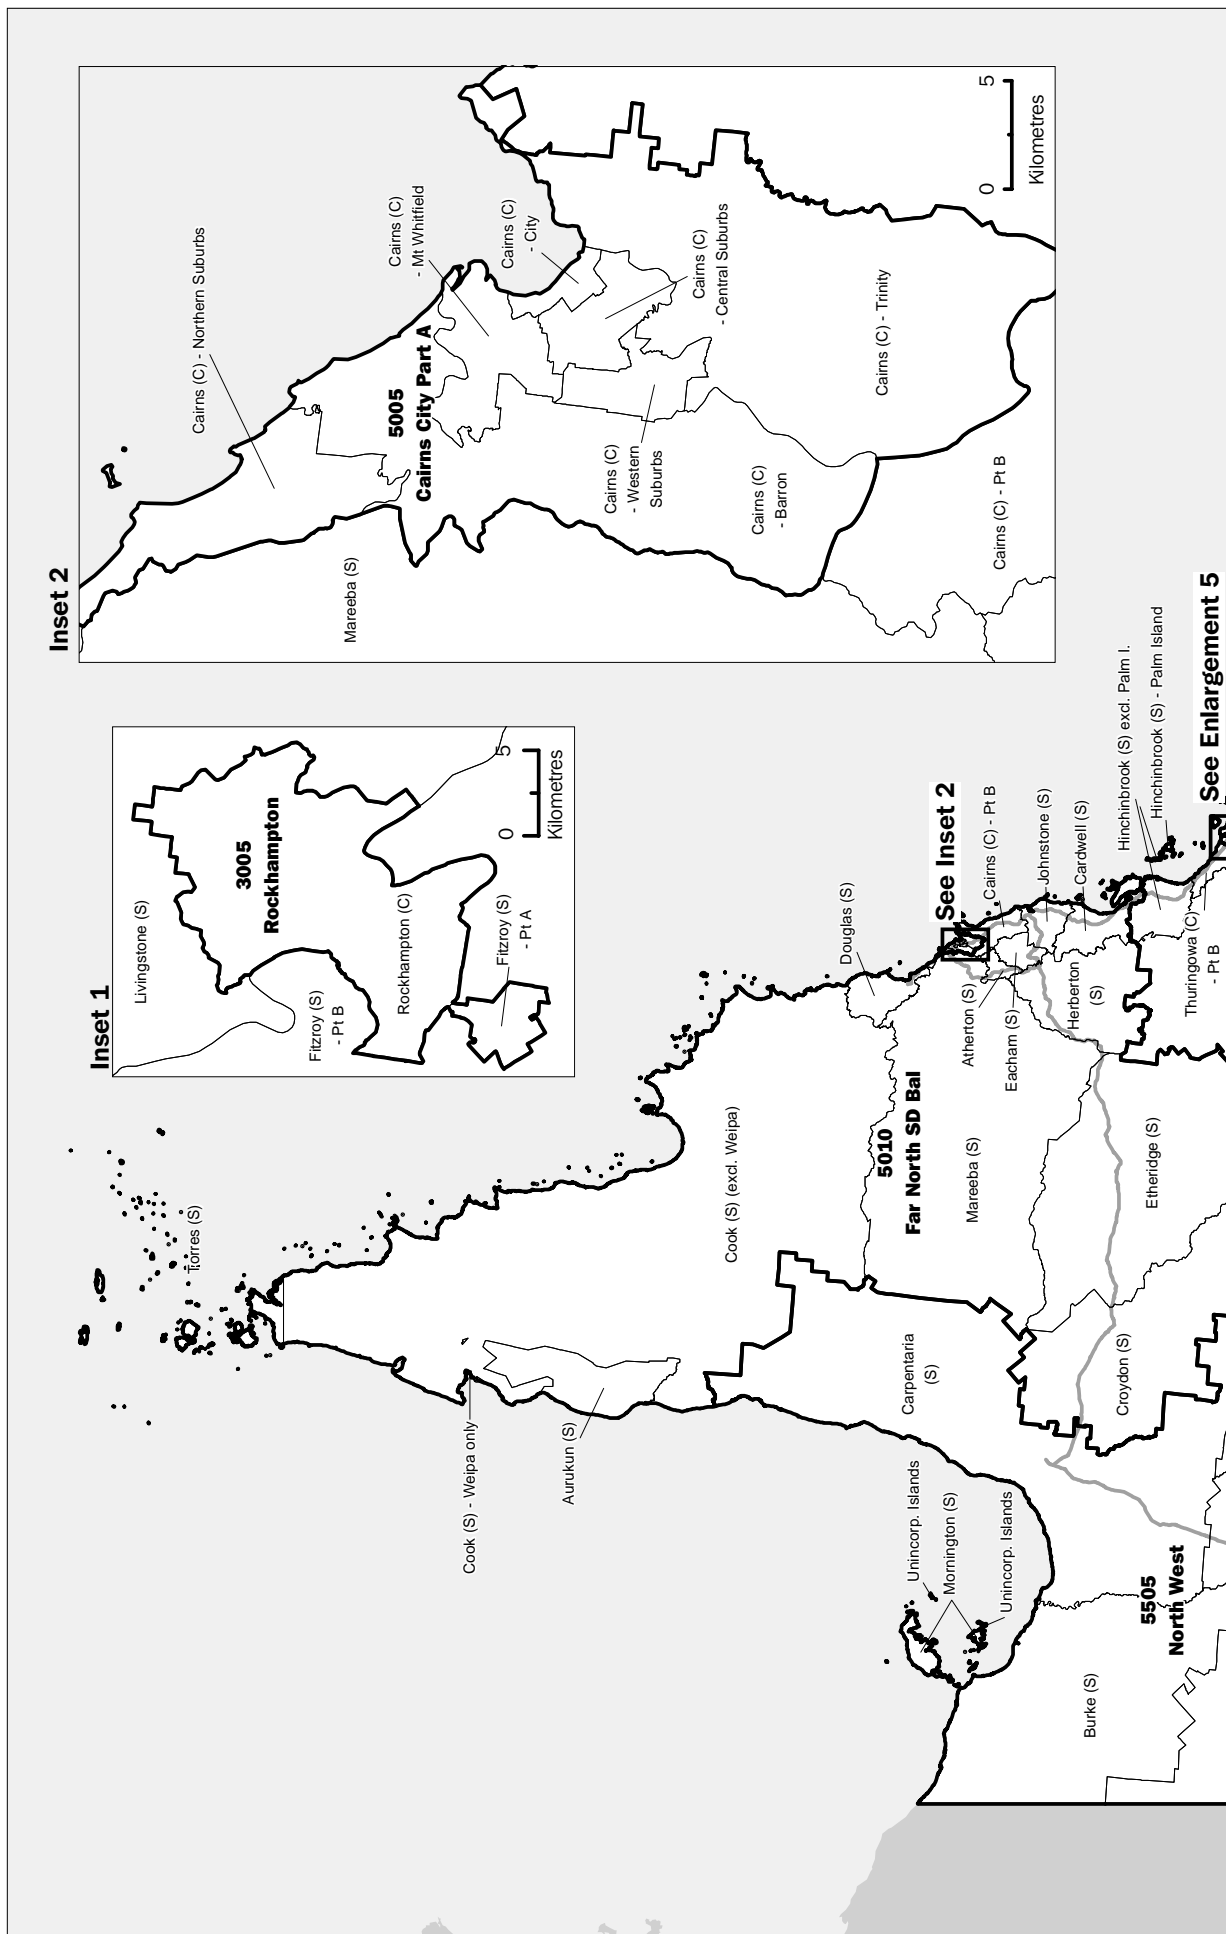 Inset 1
Livingstone (S)
3005
Rockhampton
Fitzroy (S)
- Pt B
Rockhampton (C)
Fitzroy (S)
- Pt A
0
5
Kilometres
Inset 2
Cairns (C) - Northern Suburbs
Mareeba (S)
5005
Cairns City Part A
Cairns (C)
- Mt Whitfield
Cairns (C)
- City
Cairns (C)
- Western
Suburbs
Cairns (C)
- Central Suburbs
Cairns (C)
- Barron
Cairns (C) - Trinity
Cairns (C) - Pt B
0
5
Kilometres
Torres (S)
Cook (S) - Weipa only
Aurukun (S)
Cook (S) (excl. Weipa)
Douglas (S)
5010
Far North SD Bal
See Inset 2
Carpentaria
(S)
Mareeba (S)
Atherton (S)
Eacham (S)
Cairns (C) - Pt B
Johnstone (S)
Cardwell (S)
Herberton
(S)
Unincorp. Islands
Mornington (S)
Unincorp. Islands
Croydon (S)
Etheridge (S)
Hinchinbrook (S) excl. Palm I.
Hinchinbrook (S) - Palm Island
Thuringowa (C)
- Pt B
See Enlargement 5
Burke (S)
5505
North West